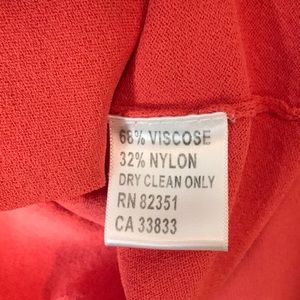 68% VISCOSE
32% NYLON
DRY CLEAN ONLY
RN 82351
CA 33833